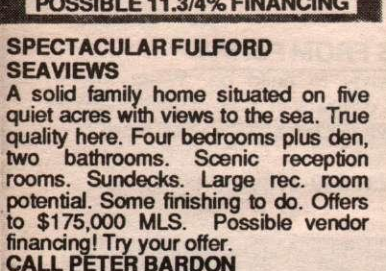 POSSIBLE 11.3/4% FINANCING
SPECTACULAR FULFORD
SEAVIEWS
A solid family home situated on five
quiet acres with views to the sea. True
quality here. Four bedrooms plus den,
two bathrooms. Scenic reception
rooms. Sundecks. Large rec. room
potential. Some finishing to do. Offers
to $175,000 MLS. Possible vendor
financing! Try your offer.
CALL PETER BARDON